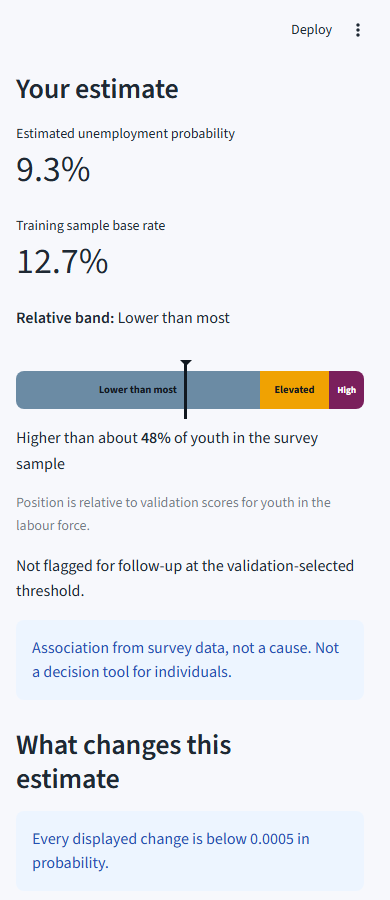 Deploy
Your estimate
Estimated unemployment probability
9.3%
Training sample base rate
12.7%
Relative band: Lower than most
Lower than most
Elevated
High
Higher than about 48% of youth in the survey
sample
Position is relative to validation scores for youth in the
labour force.
Not flagged for follow-up at the validation-selected
threshold.
Association from survey data, not a cause. Not
a decision tool for individuals.
What changes this
estimate
Every displayed change is below 0.0005 in
probability.